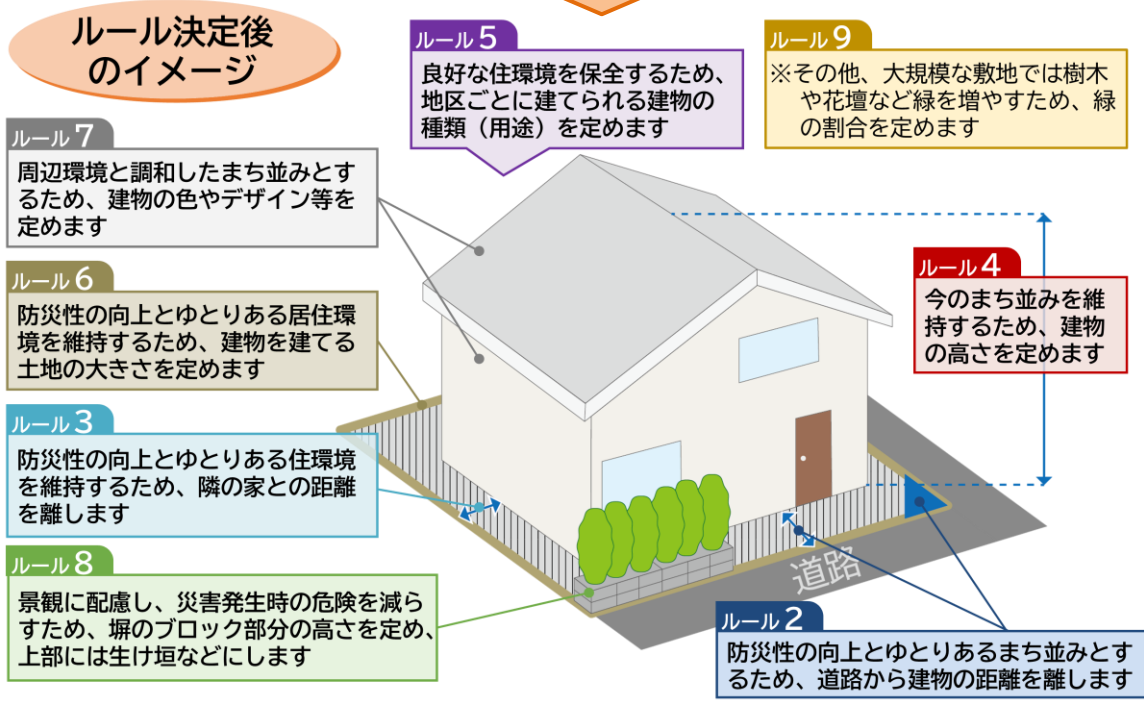 ルール決定後
のイメージ
ルール5
良好な住環境を保全するため、
地区ごとに建てられる建物の
種類（用途）を定めます
ルール9
※その他、大規模な敷地では樹木
や花壇など緑を増やすため、緑
の割合を定めます
ルール7
周辺環境と調和したまち並みとす
るため、建物の色やデザイン等を
定めます
ルール6
防災性の向上とゆとりある居住環
境を維持するため、建物を建てる
土地の大きさを定めます
ルール4
今のまち並みを維
持するため、建物
の高さを定めます
ルール3
防災性の向上とゆとりある住環境
を維持するため、隣の家との距離
を離します
ルール8
景観に配慮し、災害発生時の危険を減ら
すため、塀のブロック部分の高さを定め、
上部には生け垣などにします
道路
ルール2
防災性の向上とゆとりあるまち並みとす
るため、道路から建物の距離を離します